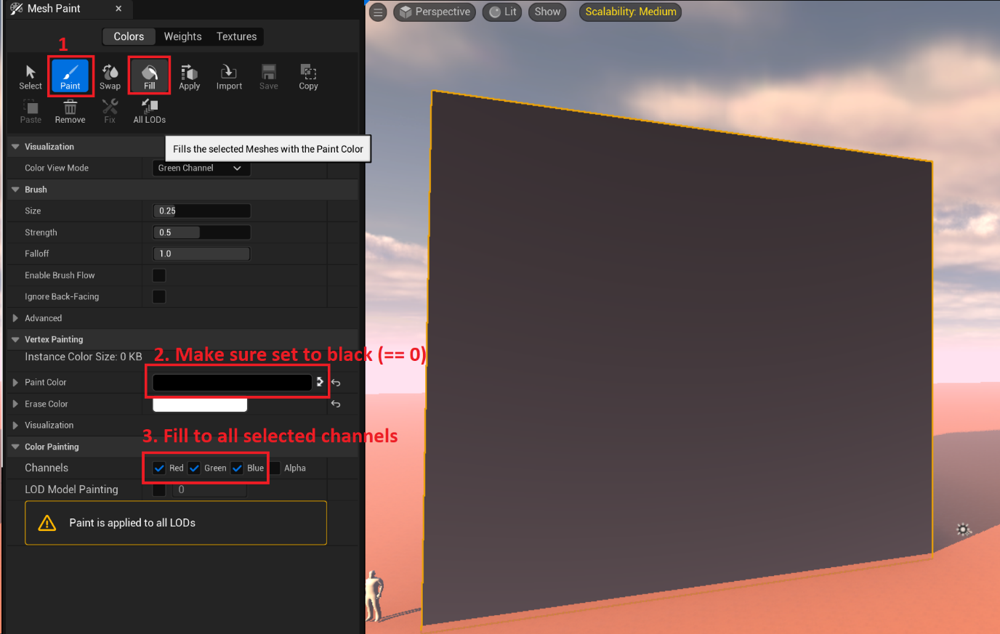 Mesh Paint
Perspective
Lit
Show
Scalability: Medium
Colors
Weights
Textures
1
Select
Paint
Swap
Fill
Apply
Import
Save
Copy
Paste
Remove
Fix
All LODs
Visualization
Fills the selected Meshes with the Paint Color
Color View Mode
Green Channel
Brush
Size
0.25
Strength
0.5
Falloff
1.0
Enable Brush Flow
Ignore Back-Facing
Advanced
Vertex Painting
Instance Color Size: 0 KB
2. Make sure set to black (== 0)
Paint Color
Erase Color
Visualization
3. Fill to all selected channels
Color Painting
Channels
Red
Green
Blue
Alpha
LOD Model Painting
0
Paint is applied to all LODs